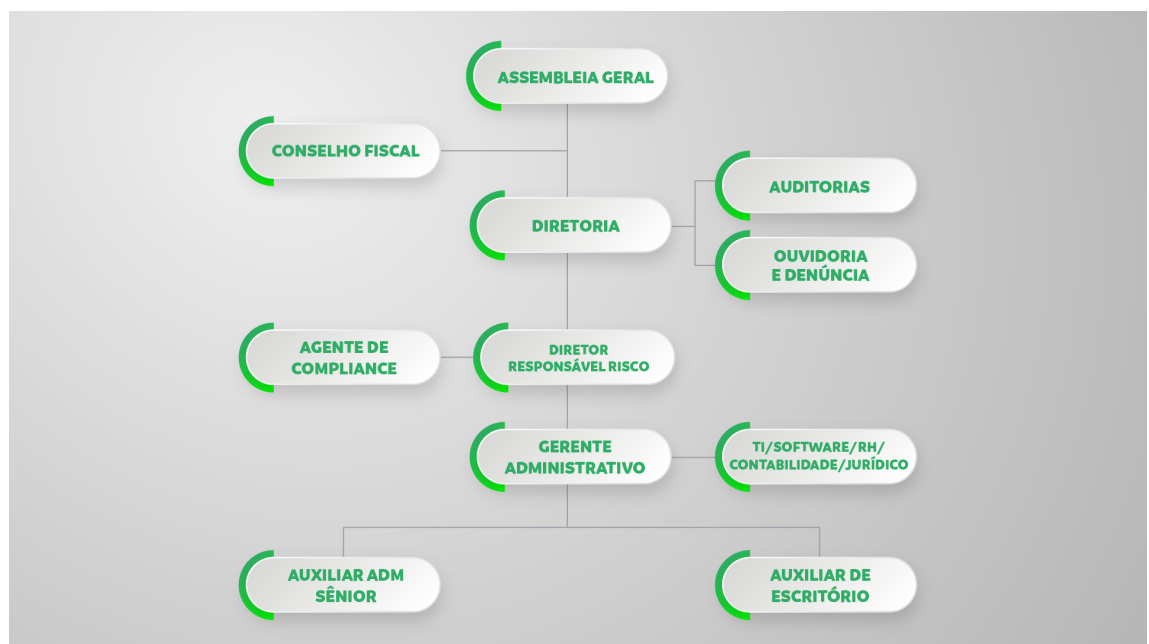 ASSEMBLEIA GERAL
CONSELHO FISCAL
AUDITORIAS
DIRETORIA
OUVIDORIA
E DENÚNCIA
AGENTE DE
COMPLIANCE
DIRETOR
RESPONSÁVEL RISCO
GERENTE
ADMINISTRATIVO
TI/SOFTWARE/RH/
CONTABILIDADE/JURÍDICO
AUXILIAR ADM
SÊNIOR
AUXILIAR DE
ESCRITÓRIO